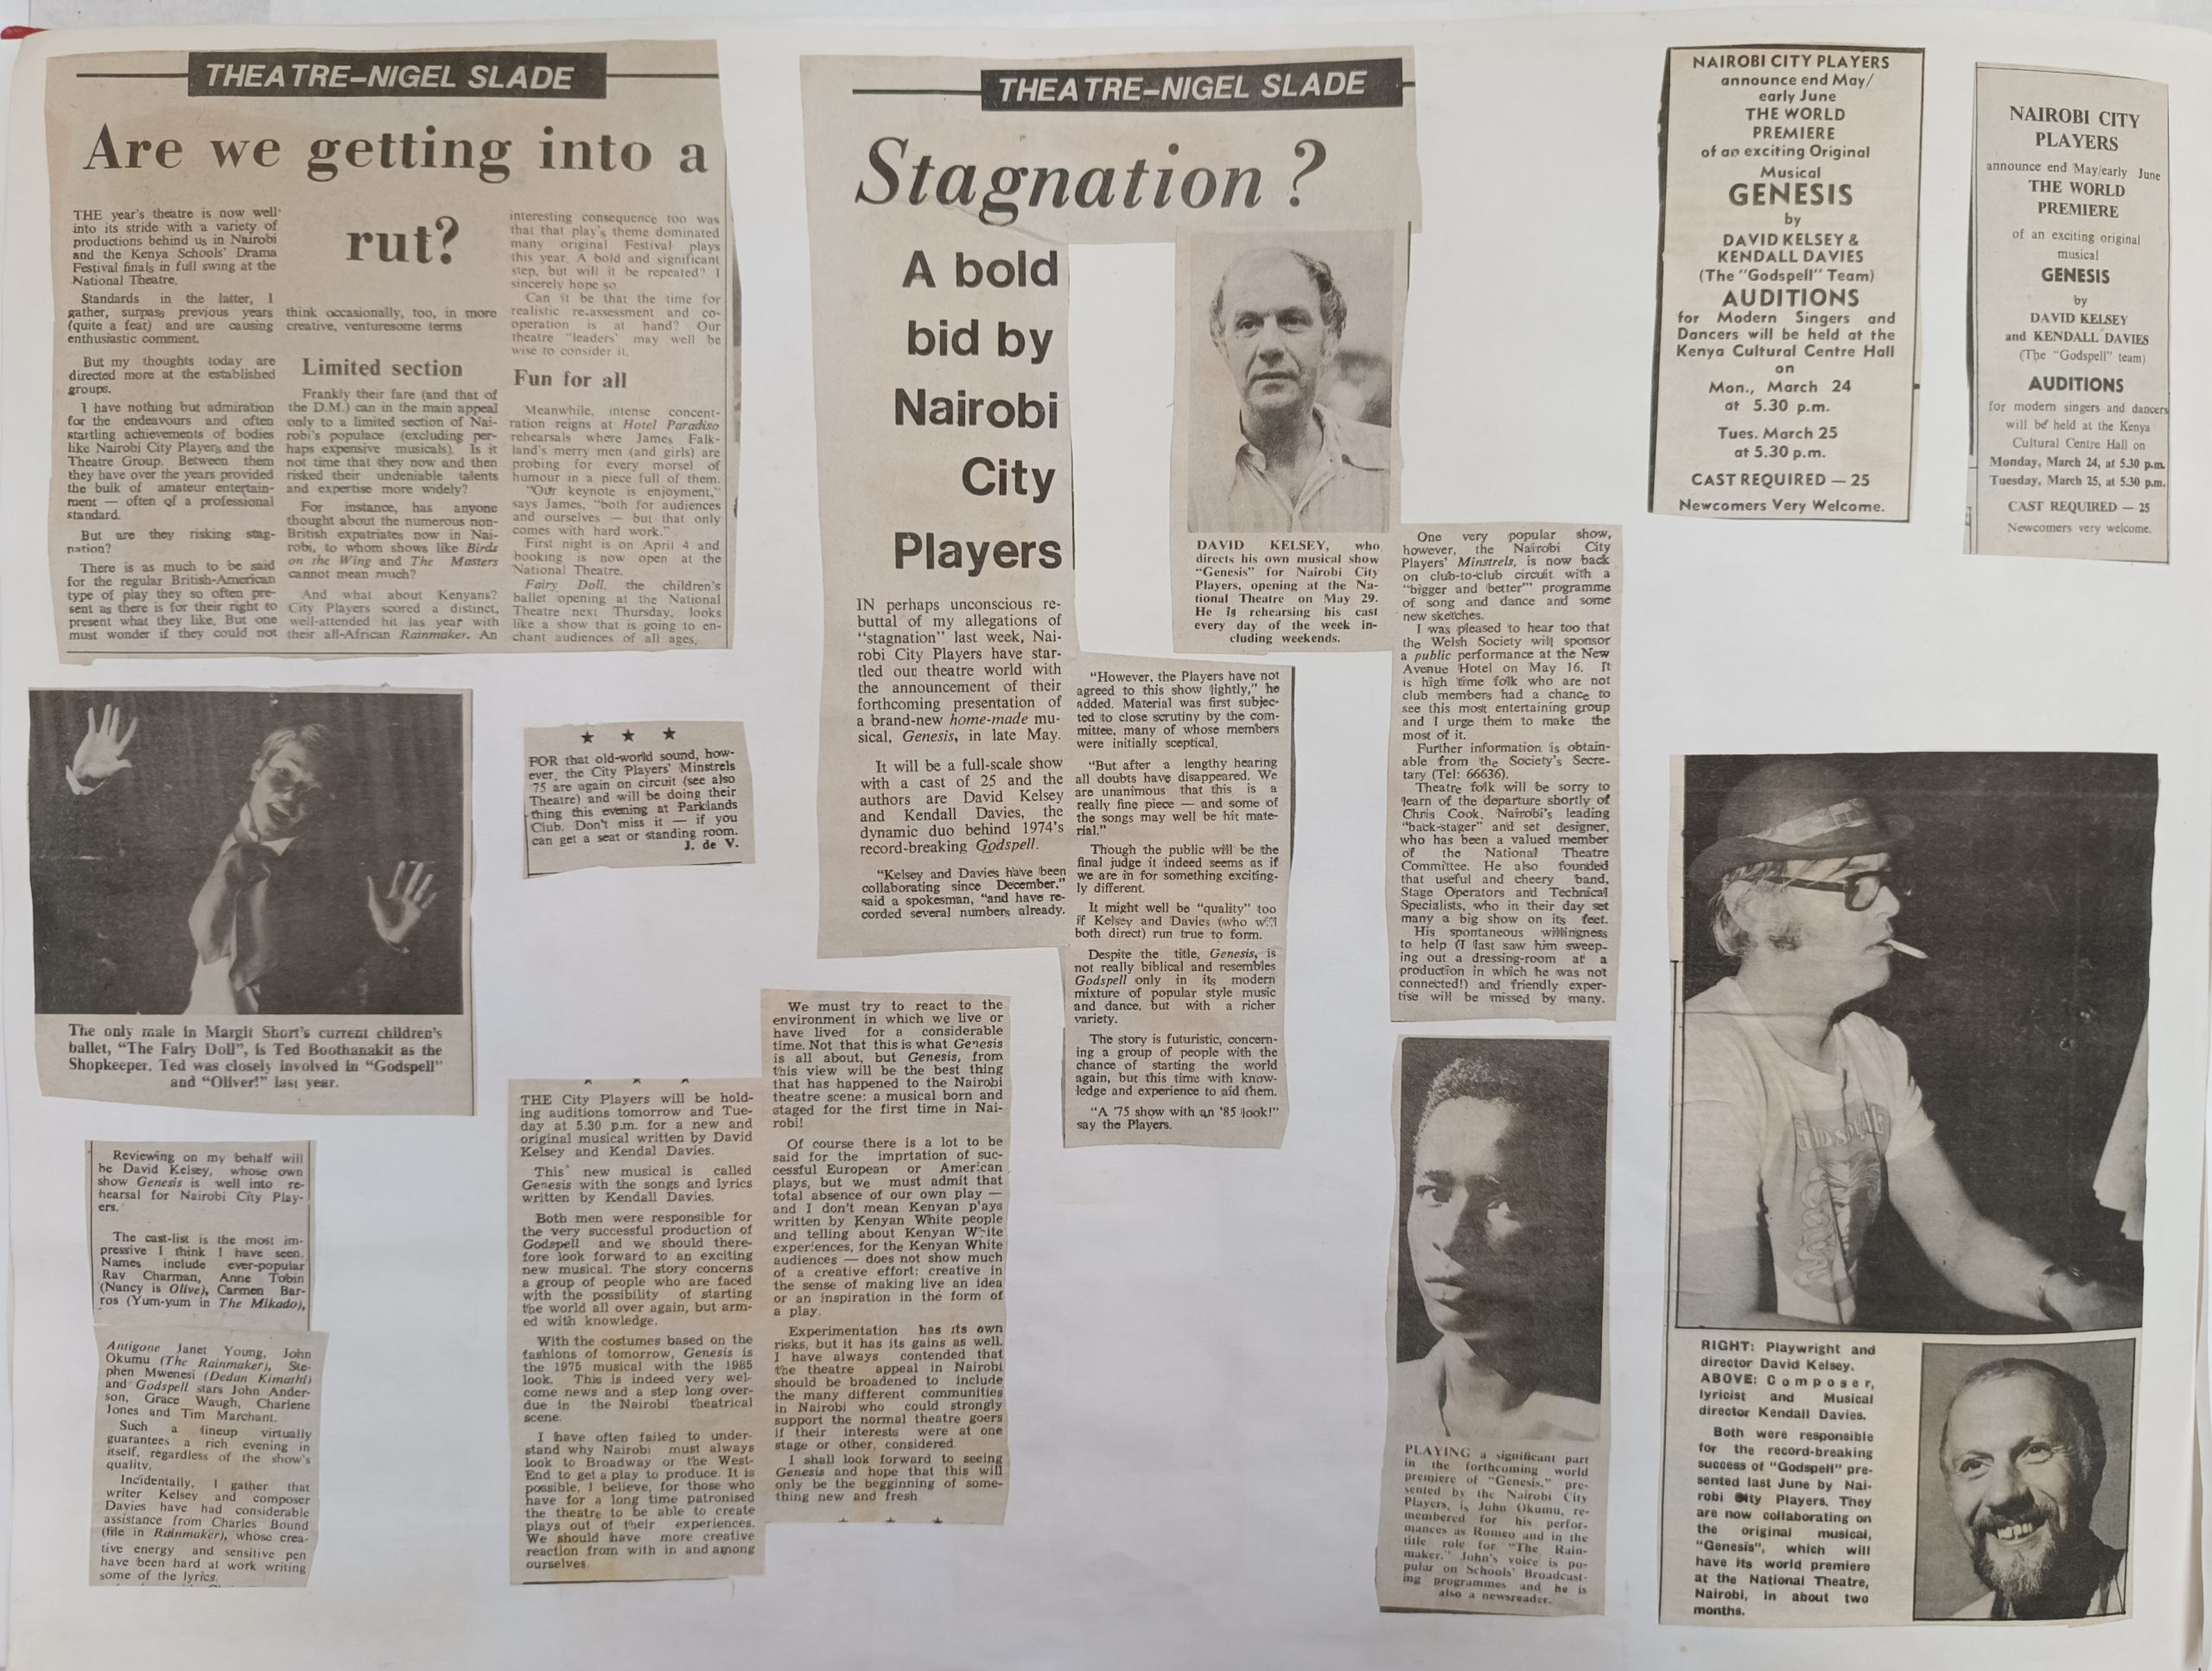 THEATRE–NIGEL SLADE
Are we getting into a
rut?
THE year's theatre is now well
into its stride with a variety of
productions behind us in Nairobi
and the Kenya Schools' Drama
Festival finals in full swing at the
National Theatre.
Standards in the latter, I
gather, surpass previous years
(quite a feat) and are causing
enthusiastic comment.
But my thoughts today are
directed more at the established
groups.
I have nothing but admiration
for the endeavours and often
startling achievements of bodies
like Nairobi City Players and the
Theatre Group. Between them
they have over the years provided
the bulk of amateur entertain-
ment — often of a professional
standard.
But are they risking stag-
nation?
There is as much to be said
for the regular British-American
type of play they so often pre-
sent as there is for their right to
present what they like. But one
must wonder if they could not
think occasionally, too, in more
creative, venturesome terms
Limited section
Frankly their fare (and that of
the D.M.) can in the main appeal
only to a limited section of Nai-
robi's populace (excluding per-
haps expensive musicals). Is it
not time that they now and then
risked their undeniable talents
and expertise more widely?
For instance, has anyone
thought about the numerous non-
British expatriates now in Nai-
robi, to whom shows like Birds
on the Wing and The Masters
cannot mean much?
And what about Kenyans?
City Players scored a distinct,
well-attended hit las year with
their all-African Rainmaker. An
interesting consequence too was
that that play's theme dominated
many original Festival plays
this year. A bold and significant
step, but will it be repeated? I
sincerely hope so.
Can it be that the time for
realistic re-assessment and co-
operation is at hand? Our
theatre "leaders' may well be
wise to consider it.
Fun for all
Meanwhile, intense concent-
ration reigns at Hotel Paradiso
rehearsals where James Falk-
land's merry men (and girls) are
probing for every morsel of
humour in a piece full of them.
"Our keynote is enjoyment,"
says James, "both for audiences
and ourselves — but that only
comes with hard work."
First night is on April 4 and
booking is now open at the
National Theatre.
Fairy Doll, the children's
ballet opening at the National
Theatre next Thursday, looks
like a show that is going to en-
chant audiences of all ages.
The only male in Margit Short's current children's
ballet, "The Fairy Doll", is Ted Boothanakit as the
Shopkeeper. Ted was closely involved in "Godspell"
and "Oliver!" last year.
★ ★ ★
FOR that old-world sound, how-
ever, the City Players' Minstrels
'75 are again on circuit (see also
Theatre) and will be doing their
thing this evening at Parklands
Club. Don't miss it — if you
can get a seat or standing room.
J. de V.
Reviewing on my behalf will
be David Kelsey, whose own
show Genesis is well into re-
hearsal for Nairobi City Play-
ers.
The cast-list is the most im-
pressive I think I have seen.
Names include ever-popular
Ray Charman, Anne Tobin
(Nancy is Olive), Carmen Bar-
ros (Yum-yum in The Mikado),
Antigone Janet Young, John
Okumu (The Rainmaker), Ste-
phen Mwenesi (Dedan Kimathi)
and Godspell stars John Ander-
son, Grace Waugh, Charlene
Jones and Tim Marchant.
Such a lineup virtually
guarantees a rich evening in
itself, regardless of the show's
quality.
Incidentally, I gather that
writer Kelsey and composer
Davies have had considerable
assistance from Charles Bound
(file in Rainmaker), whose crea-
tive energy and sensitive pen
have been hard at work writing
some of the lyrics.
THE City Players will be hold-
ing auditions tomorrow and Tue-
day at 5.30 p.m. for a new and
original musical written by David
Kelsey and Kendal Davies.
This new musical is called
Genesis with the songs and lyrics
written by Kendall Davies.
Both men were responsible for
the very successful production of
Godspell and we should there-
fore look forward to an exciting
new musical. The story concerns
a group of people who are faced
with the possibility of starting
the world all over again, but arm-
ed with knowledge.
With the costumes based on the
fashions of tomorrow, Genesis is
the 1975 musical with the 1985
look. This is indeed very wel-
come news and a step long over-
due in the Nairobi theatrical
scene.
I have often failed to under-
stand why Nairobi must always
look to Broadway or the West-
End to get a play to produce. It is
possible, I believe, for those who
have for a long time patronised
the theatre to be able to create
plays out of their experiences.
We should have more creative
reaction from with in and among
ourselves.
We must try to react to the
environment in which we live or
have lived for a considerable
time. Not that this is what Genesis
is all about, but Genesis, from
this view will be the best thing
that has happened to the Nairobi
theatre scene: a musical born and
staged for the first time in Nai-
robi!
Of course there is a lot to be
said for the imprtation of suc-
cessful European or American
plays, but we must admit that
total absence of our own play —
and I don't mean Kenyan plays
written by Kenyan White people
and telling about Kenyan White
experiences, for the Kenyan White
audiences — does not show much
of a creative effort: creative in
the sense of making live an idea
or an inspiration in the form of
a play.
Experimentation has its own
risks, but it has its gains as well.
I have always contended that
the theatre appeal in Nairobi
should be broadened to include
the many different communities
in Nairobi who could strongly
support the normal theatre goers
if their interests were at one
stage or other, considered.
I shall look forward to seeing
Genesis and hope that this will
only be the begginning of some-
thing new and fresh.
THEATRE–NIGEL SLADE
Stagnation?
A bold
bid by
Nairobi
City
Players
IN perhaps unconscious re-
buttal of my allegations of
"stagnation" last week, Nai-
robi City Players have star-
tled our theatre world with
the announcement of their
forthcoming presentation of
a brand-new home-made mu-
sical, Genesis, in late May.
It will be a full-scale show
with a cast of 25 and the
authors are David Kelsey
and Kendall Davies, the
dynamic duo behind 1974's
record-breaking Godspell.
"Kelsey and Davies have been
collaborating since December,"
said a spokesman, "and have re-
corded several numbers already.
DAVID KELSEY, who
directs his own musical show
"Genesis" for Nairobi City
Players, opening at the Na-
tional Theatre on May 29.
He is rehearsing his cast
every day of the week in-
cluding weekends.
"However, the Players have not
agreed to this show lightly," he
added. Material was first subjec-
ted to close scrutiny by the com-
mittee, many of whose members
were initially sceptical.
"But after a lengthy hearing
all doubts have disappeared. We
are unanimous that this is a
really fine piece — and some of
the songs may well be hit mate-
rial."
Though the public will be the
final judge it indeed seems as if
we are in for something exciting-
ly different.
It might well be "quality" too
if Kelsey and Davies (who will
both direct) run true to form.
Despite the title, Genesis, is
not really biblical and resembles
Godspell only in its modern
mixture of popular style music
and dance, but with a richer
variety.
The story is futuristic, concern-
ing a group of people with the
chance of starting the world
again, but this time with know-
ledge and experience to aid them.
"A '75 show with an '85 look!"
say the Players.
One very popular show,
however, the Nairobi City
Players' Minstrels, is now back
on club-to-club circuit with a
"bigger and better" programme
of song and dance and some
new sketches.
I was pleased to hear too that
the Welsh Society will sponsor
a public performance at the New
Avenue Hotel on May 16. It
is high time folk who are not
club members had a chance to
see this most entertaining group
and I urge them to make the
most of it.
Further information is obtain-
able from the Society's Secre-
tary (Tel: 66636).
Theatre folk will be sorry to
learn of the departure shortly of
Chris Cook, Nairobi's leading
"back-stager" and set designer,
who has been a valued member
of the National Theatre
Committee. He also founded
that useful and cheery band,
Stage Operators and Technical
Specialists, who in their day set
many a big show on its feet.
His spontaneous willingness
to help (I last saw him sweep-
ing out a dressing-room at a
production in which he was not
connected!) and friendly exper-
tise will be missed by many.
PLAYING a significant part
in the forthcoming world
premiere of "Genesis," pre-
sented by the Nairobi City
Players, is John Okumu, re-
membered for his perfor-
mances as Romeo and in the
title role for "The Rain-
maker." John's voice is po-
pular on Schools' Broadcast-
ing programmes and he is
also a newsreader.
NAIROBI CITY PLAYERS
announce end May/
early June
THE WORLD
PREMIERE
of an exciting Original
Musical
GENESIS
by
DAVID KELSEY &
KENDALL DAVIES
(The "Godspell" Team)
AUDITIONS
for Modern Singers and
Dancers will be held at the
Kenya Cultural Centre Hall
on
Mon., March 24
at 5.30 p.m.
Tues. March 25
at 5.30 p.m.
CAST REQUIRED — 25
Newcomers Very Welcome.
NAIROBI CITY
PLAYERS
announce end May/early June
THE WORLD
PREMIERE
of an exciting original
musical
GENESIS
by
DAVID KELSEY
and KENDALL DAVIES
(The "Godspell" team)
AUDITIONS
for modern singers and dancers
will be held at the Kenya
Cultural Centre Hall on
Monday, March 24, at 5.30 p.m.
Tuesday, March 25, at 5.30 p.m.
CAST REQUIRED — 25
Newcomers very welcome.
RIGHT: Playwright and
director David Kelsey.
ABOVE: Composer,
lyricist and Musical
director Kendall Davies.
Both were responsible
for the record-breaking
success of "Godspell" pre-
sented last June by Nai-
robi City Players. They
are now collaborating on
the original musical,
"Genesis", which will
have its world premiere
at the National Theatre,
Nairobi, in about two
months.